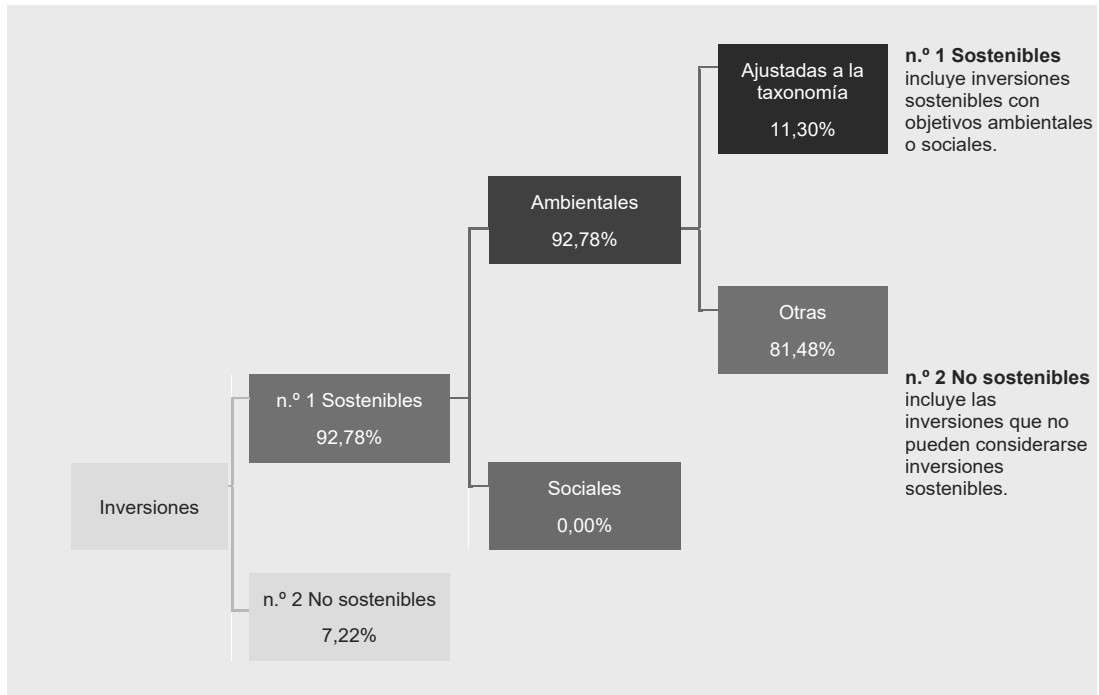 Ajustadas a la
taxonomía
11,30%
n.º 1 Sostenibles
incluye inversiones
sostenibles con
objetivos ambientales
o sociales.
Ambientales
92,78%
Otras
81,48%
n.º 2 No sostenibles
incluye las
inversiones que no
pueden considerarse
inversiones
sostenibles.
n.º 1 Sostenibles
92,78%
Inversiones
Sociales
0,00%
n.º 2 No sostenibles
7,22%